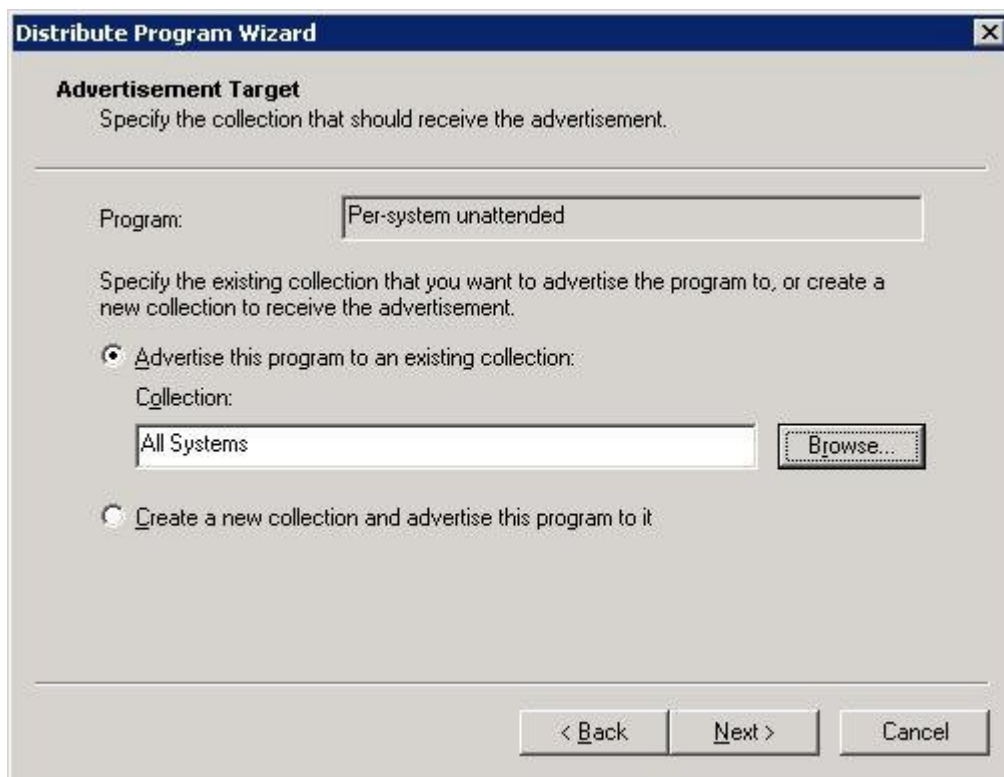 Distribute Program Wizard
Advertisement Target
Specify the collection that should receive the advertisement.
Program:
Per-system unattended
Specify the existing collection that you want to advertise the program to, or create a
new collection to receive the advertisement.
Advertise this program to an existing collection:
Collection:
All Systems
Browse...
Create a new collection and advertise this program to it
< Back
Next >
Cancel